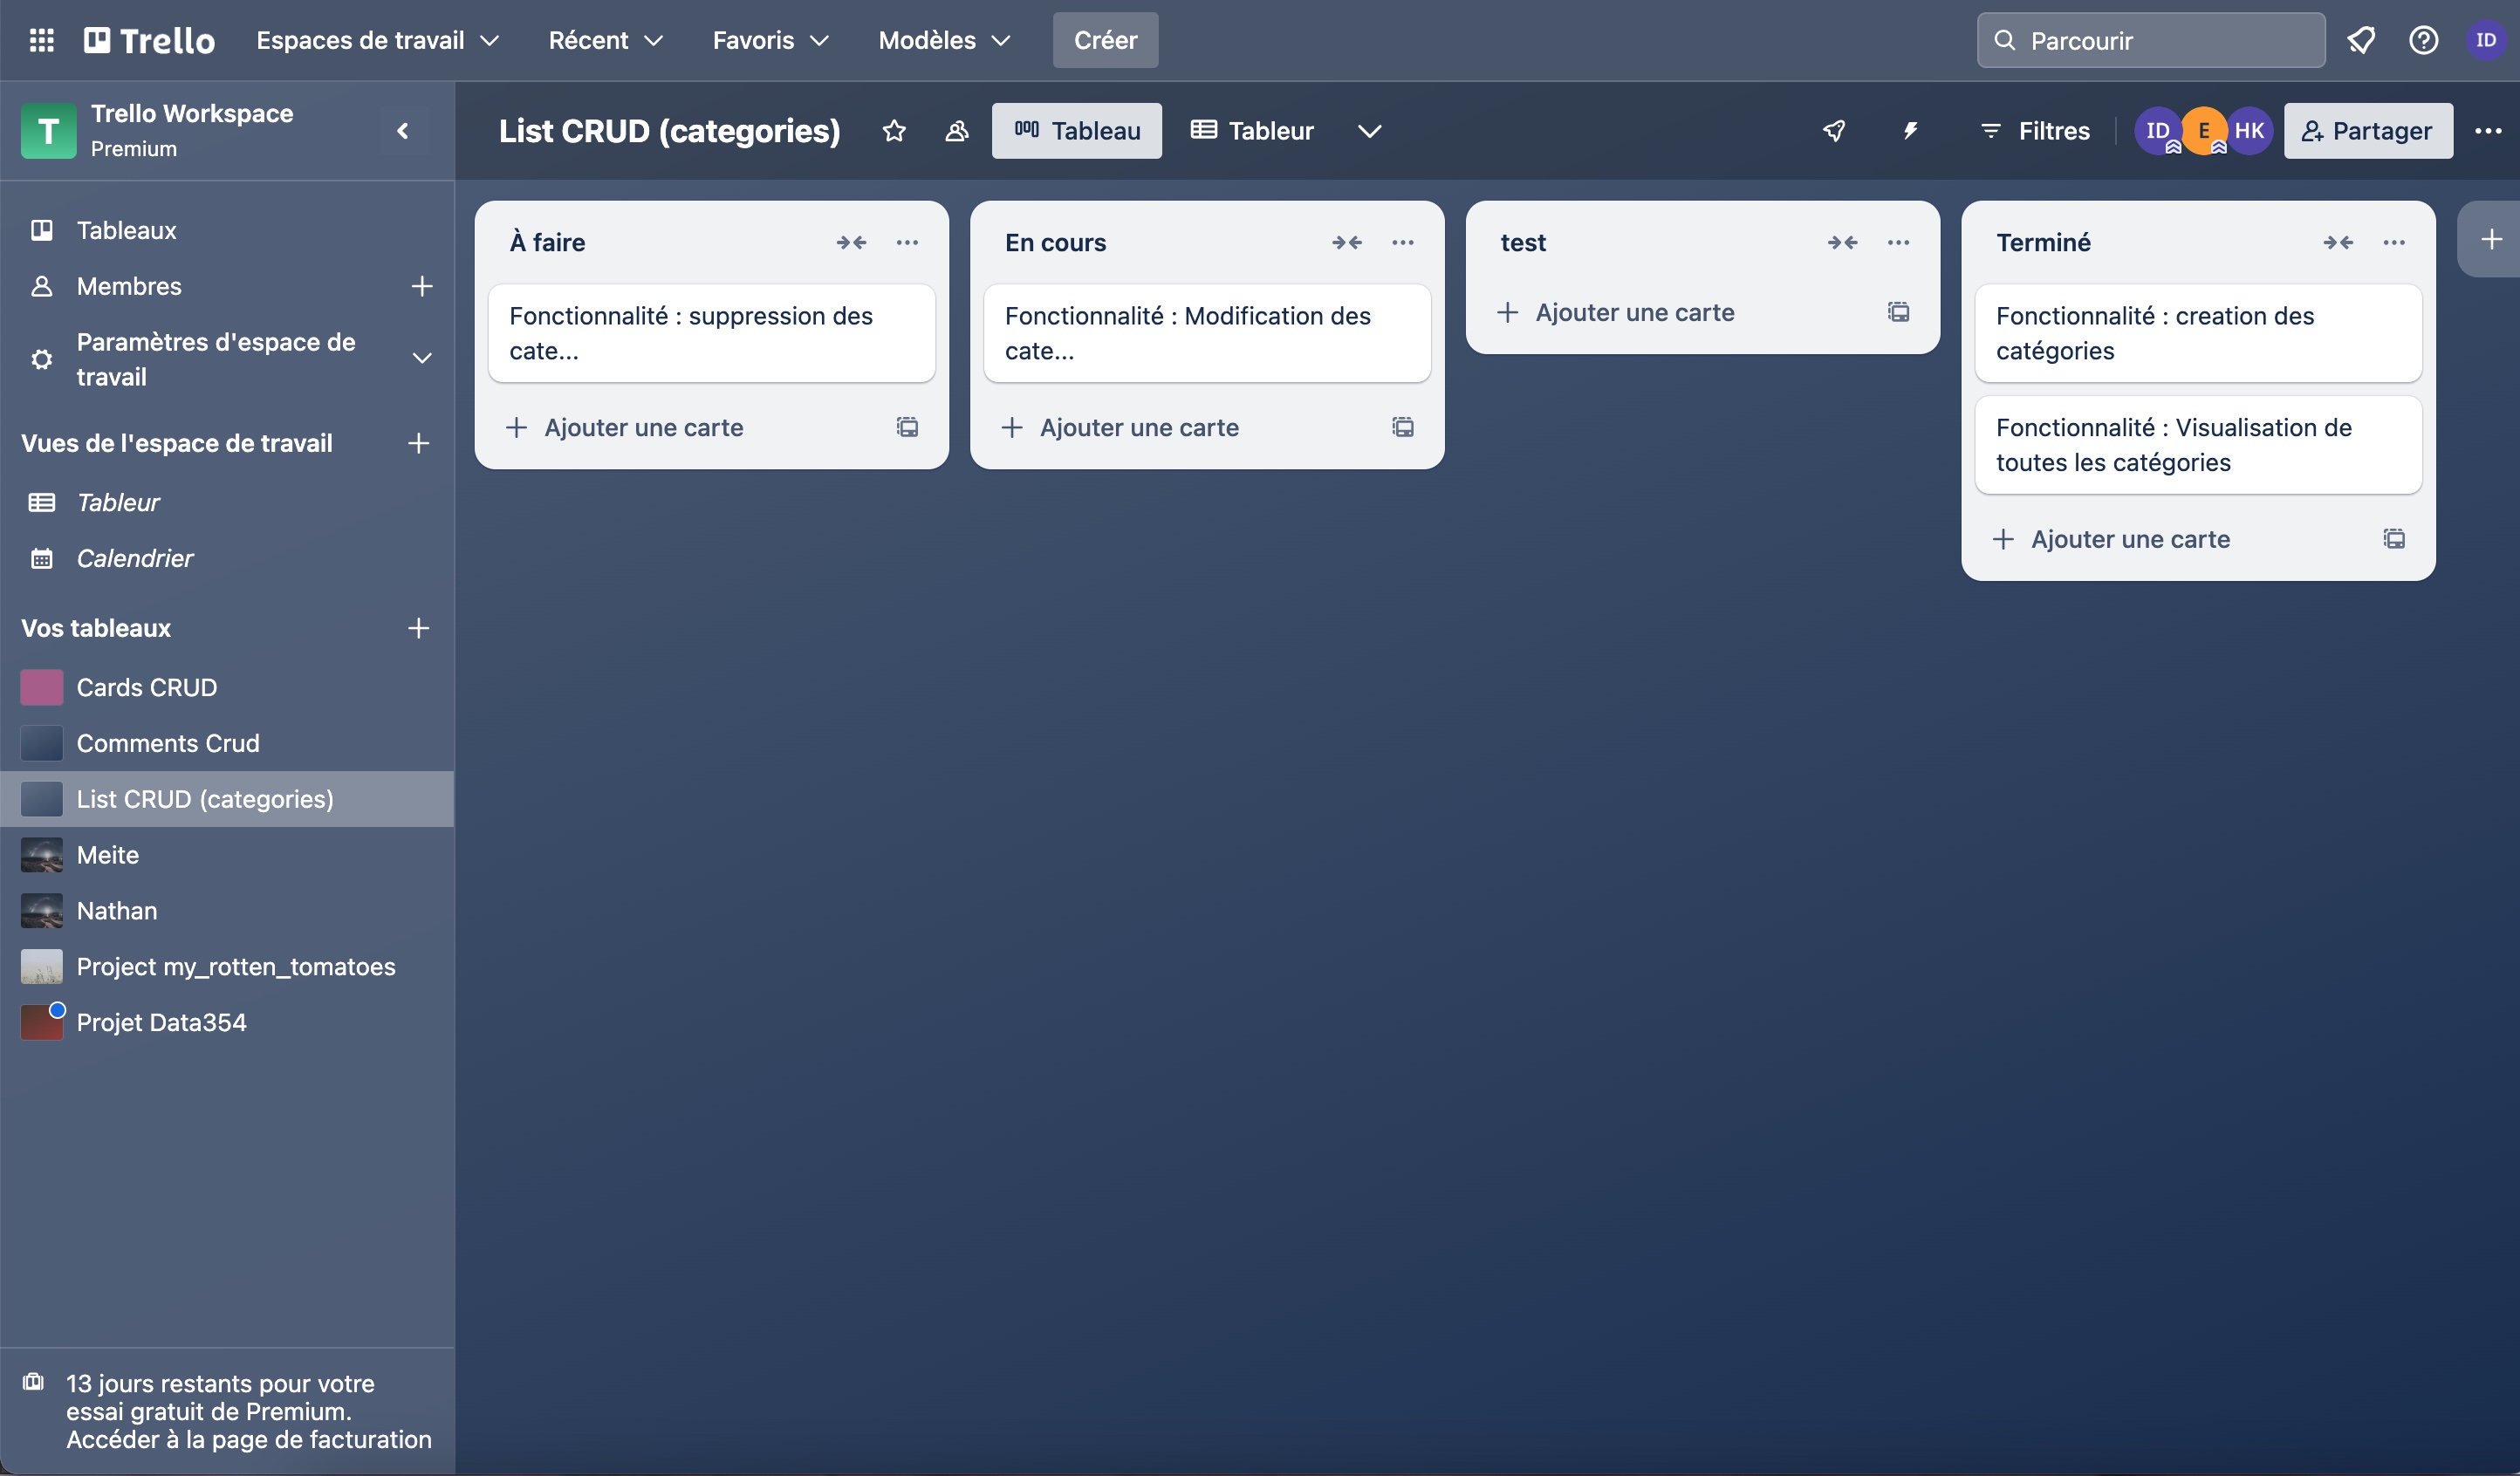 Trello
Espaces de travail
Récent
Favoris
Modèles
Créer
Parcourir
ID
T
Trello Workspace
Premium
List CRUD (categories)
Tableau
Tableur
Filtres
ID
E
HK
Partager
Tableaux
Membres
Paramètres d'espace de
travail
Vues de l'espace de travail
Tableur
Calendrier
Vos tableaux
Cards CRUD
Comments Crud
List CRUD (categories)
Meite
Nathan
Project my_rotten_tomatoes
Projet Data354
13 jours restants pour votre
essai gratuit de Premium.
Accéder à la page de facturation
À faire
Fonctionnalité : suppression des
cate...
Ajouter une carte
En cours
Fonctionnalité : Modification des
cate...
Ajouter une carte
test
Ajouter une carte
Terminé
Fonctionnalité : creation des
catégories
Fonctionnalité : Visualisation de
toutes les catégories
Ajouter une carte